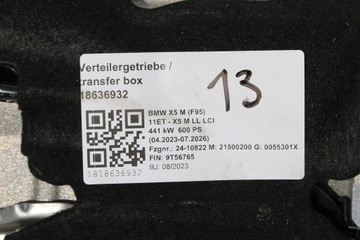 Verteilergetriebe /
transfer box
18636932
13
BMW X5 M (F95)
11ET - X5 M LL LCI
441 kW 600 PS
(04.2023-07.2026)
Fzgnr.: 24-10822 M: 21500200 G: 0055301X
FIN: 9T56765
BJ: 08/2023
1818636932